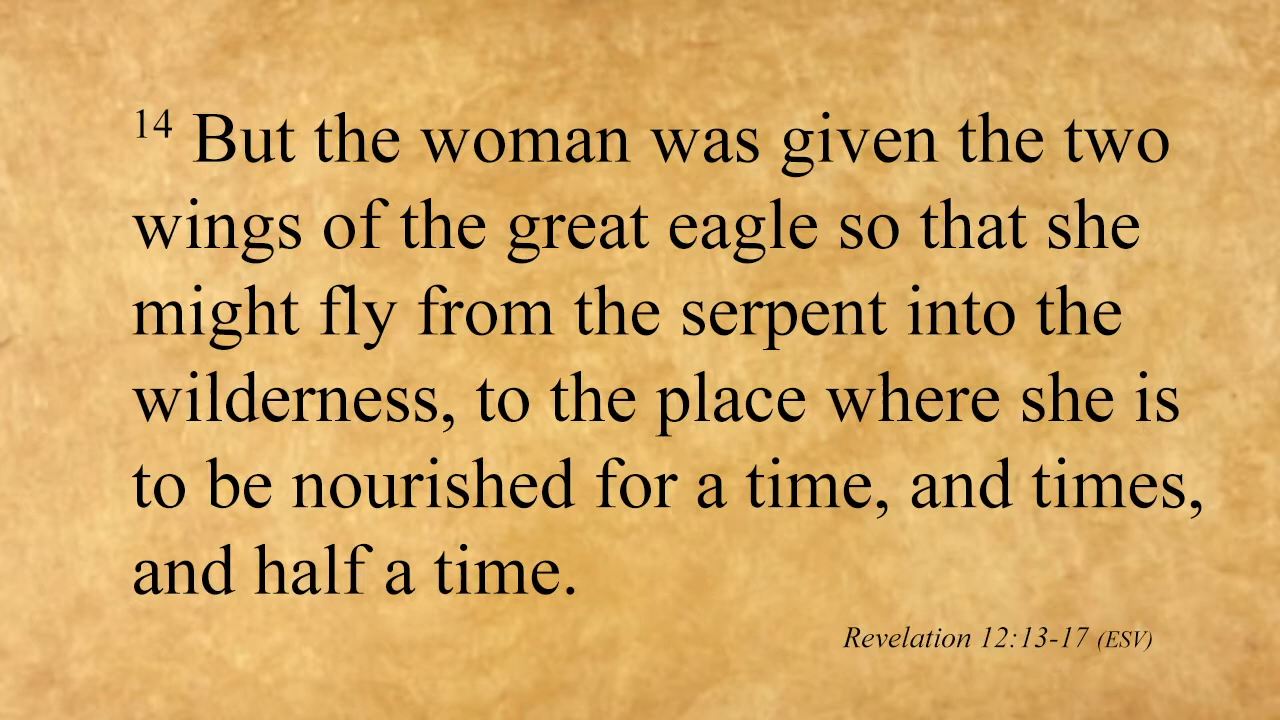 14 But the woman was given the two
wings of the great eagle so that she
might fly from the serpent into the
wilderness, to the place where she is
to be nourished for a time, and times,
and half a time.
Revelation 12:13-17 (ESV)